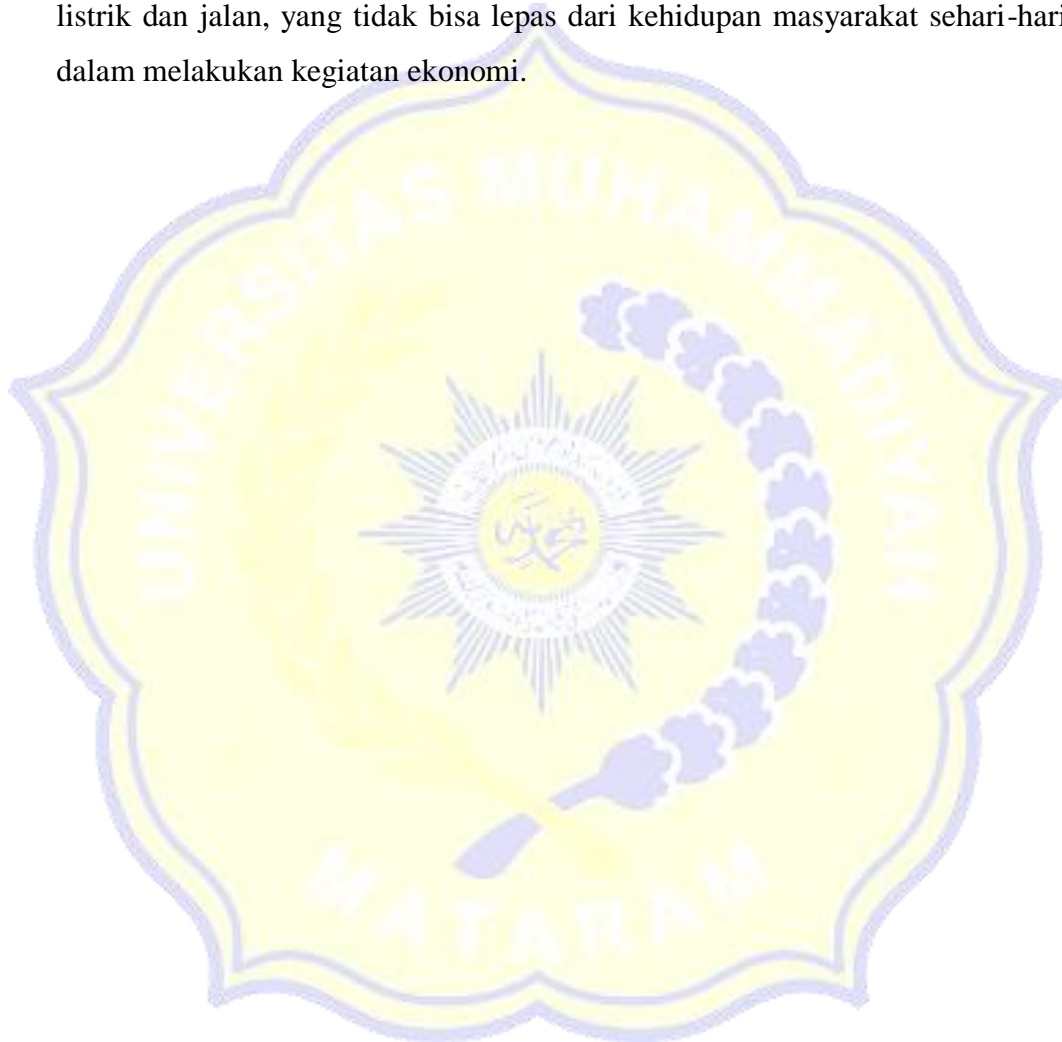 listrik dan jalan, yang tidak bisa lepas dari kehidupan masyarakat sehari-hari
dalam melakukan kegiatan ekonomi.
UNIVERSITAS MUHAMMADIYAH
MATARAM